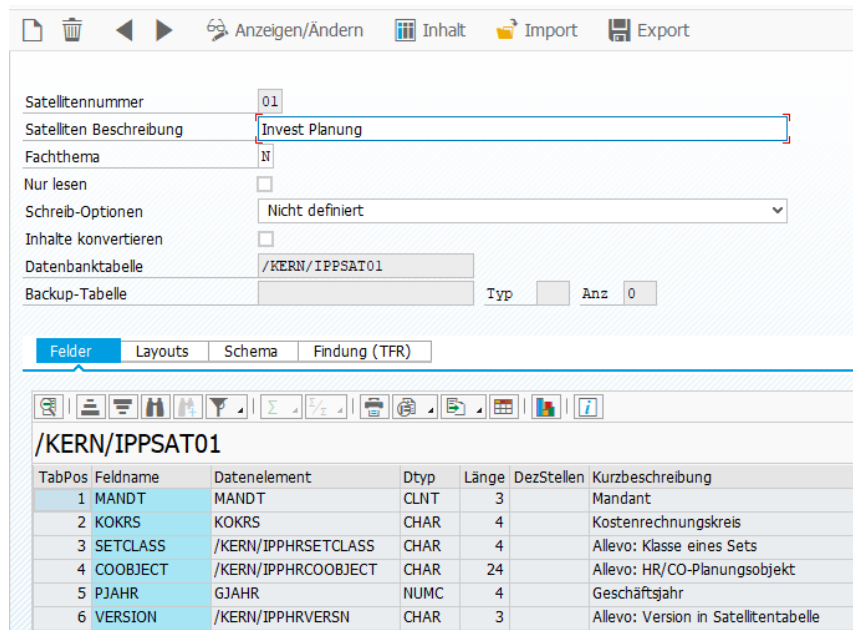 Anzeigen/Ändern Inhalt Import Export
Satellitennummer 01
Satelliten Beschreibung Invest Planung
Fachthema N
Nur lesen
Schreib-Optionen Nicht definiert
Inhalte konvertieren
Datenbanktabelle /KERN/IPPSAT01
Backup-Tabelle Typ Anz 0
Felder Layouts Schema Findung (TFR)
/KERN/IPPSAT01
TabPos Feldname Datenelement Dtyp Länge DezStellen Kurzbeschreibung
1 MANDT MANDT CLNT 3 Mandant
2 KOKRS KOKRS CHAR 4 Kostenrechnungskreis
3 SETCLASS /KERN/IPPHRSETCLASS CHAR 4 Allevo: Klasse eines Sets
4 COOBJECT /KERN/IPPHRCOOBJECT CHAR 24 Allevo: HR/CO-Planungsobjekt
5 PJAHR GJAHR NUMC 4 Geschäftsjahr
6 VERSION /KERN/IPPHRVERSN CHAR 3 Allevo: Version in Satellitentabelle